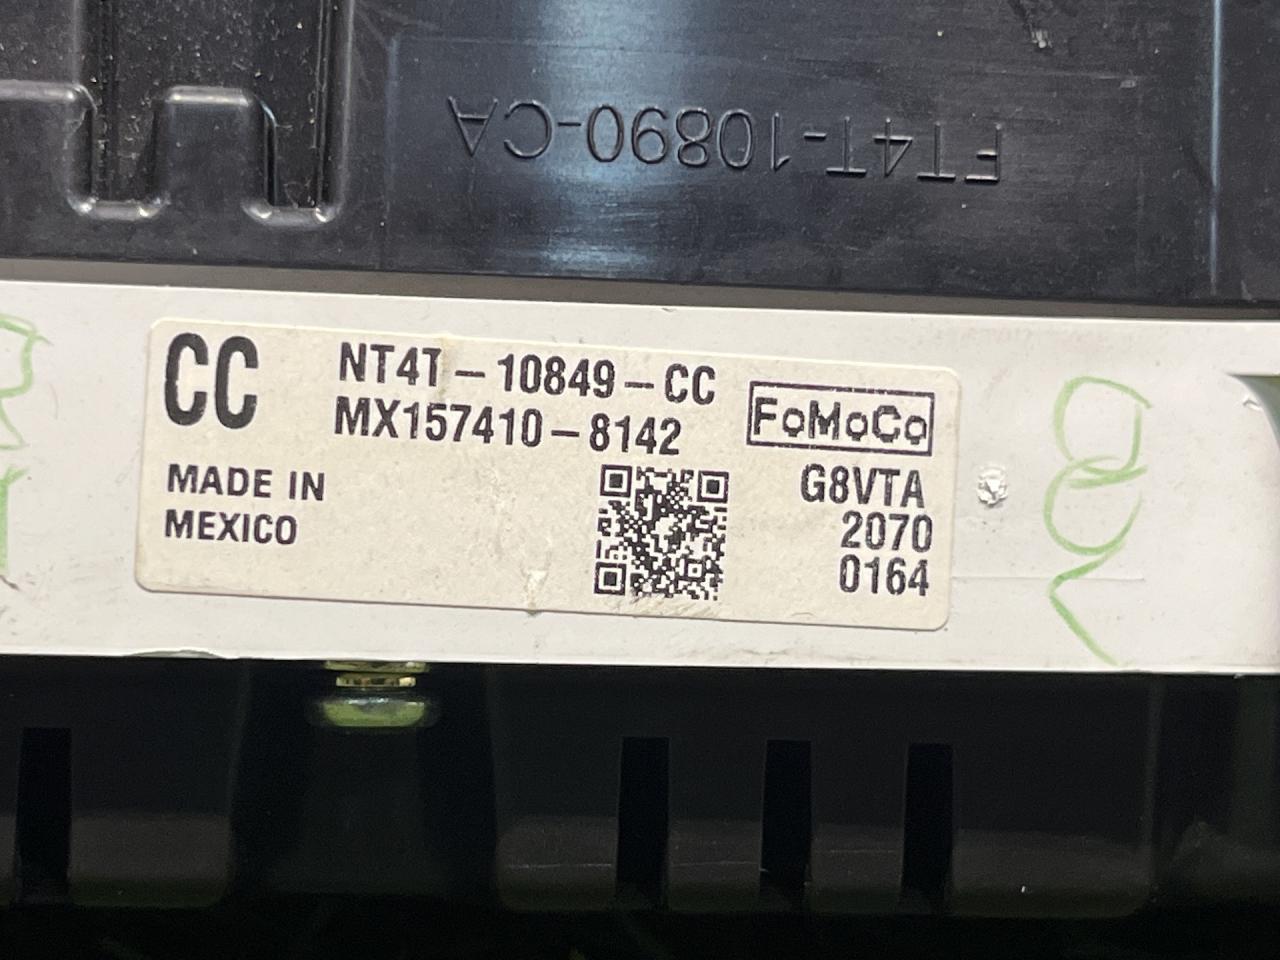 FT4T-10890-CA
CC
NT4T-10849-CC
MX157410-8142
FoMoCo
MADE IN
MEXICO
G8VTA
2070
0164